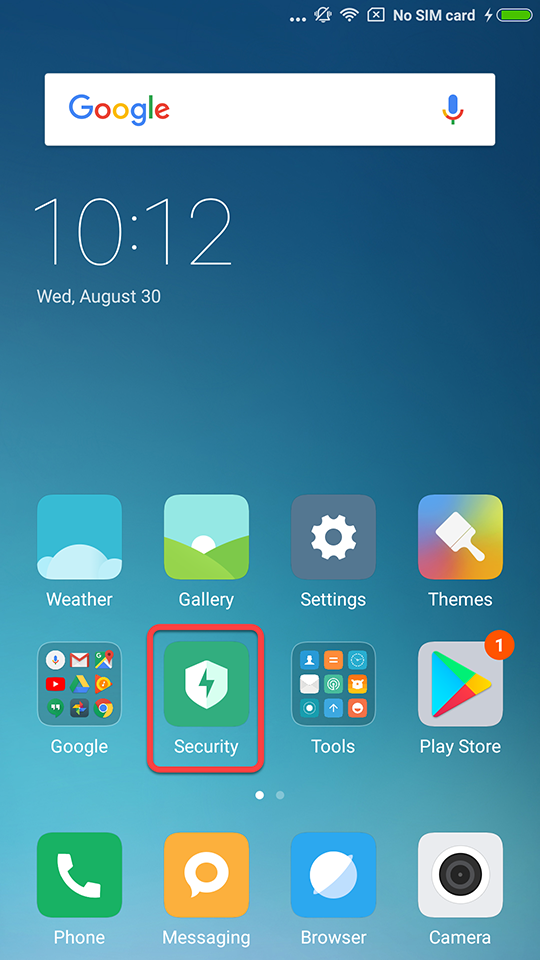 No SIM card
Google
10:12
Wed, August 30
Weather
Gallery
Settings
Themes
1
Google
Security
Tools
Play Store
Phone
Messaging
Browser
Camera